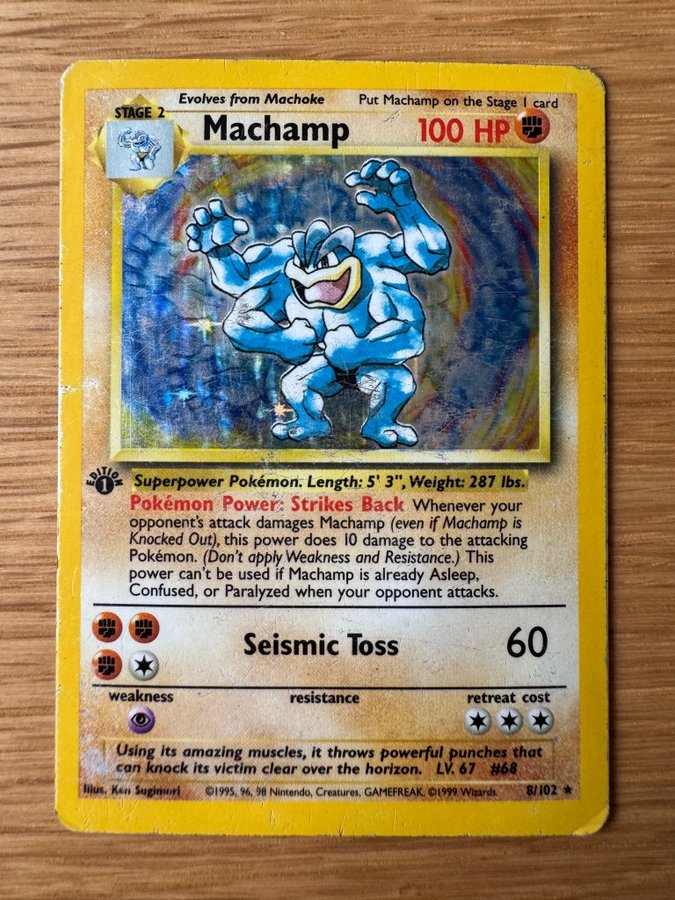 Evolves from Machoke Put Machamp on the Stage 1 card
STAGE 2
Machamp 100 HP
EDITION 1
Superpower Pokémon. Length: 5' 3", Weight: 287 lbs.
Pokémon Power: Strikes Back Whenever your
opponent's attack damages Machamp (even if Machamp is
Knocked Out), this power does 10 damage to the attacking
Pokémon. (Don't apply Weakness and Resistance.) This
power can't be used if Machamp is already Asleep,
Confused, or Paralyzed when your opponent attacks.
Seismic Toss 60
weakness resistance retreat cost
Using its amazing muscles, it throws powerful punches that
can knock its victim clear over the horizon. LV. 67 #68
Illus. Ken Sugimori ©1995, 96, 98 Nintendo, Creatures, GAMEFREAK. ©1999 Wizards. 8/102 ★